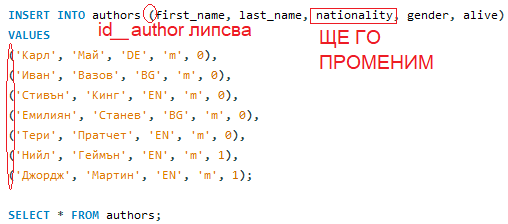 INSERT INTO authors (first_name, last_name, nationality, gender, alive)
VALUES
id__author липсва
ЩЕ ГО
ПРОМЕНИМ
('Карл', 'Май', 'DE', 'm', 0),
('Иван', 'Вазов', 'BG', 'm', 0),
('Стивън', 'Кинг', 'EN', 'm', 0),
('Емилиян', 'Станев', 'BG', 'm', 0),
('Тери', 'Пратчет', 'EN', 'm', 0),
('Нийл', 'Геймън', 'EN', 'm', 1),
('Джордж', 'Мартин', 'EN', 'm', 1);
SELECT * FROM authors;